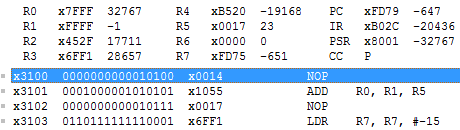 R0 x7FFF 32767 R4 xB520 -19168 PC xFD79 -647
R1 xFFFF -1 R5 x0017 23 IR xB02C -20436
R2 x452F 17711 R6 x0000 0 PSR x8001 -32767
R3 x6FF1 28657 R7 xFD75 -651 CC P
x3100 0000000000010100 x0014 NOP
x3101 0001000001010101 x1055 ADD R0, R1, R5
x3102 0000000000010111 x0017 NOP
x3103 0110111111110001 x6FF1 LDR R7, R7, #-15